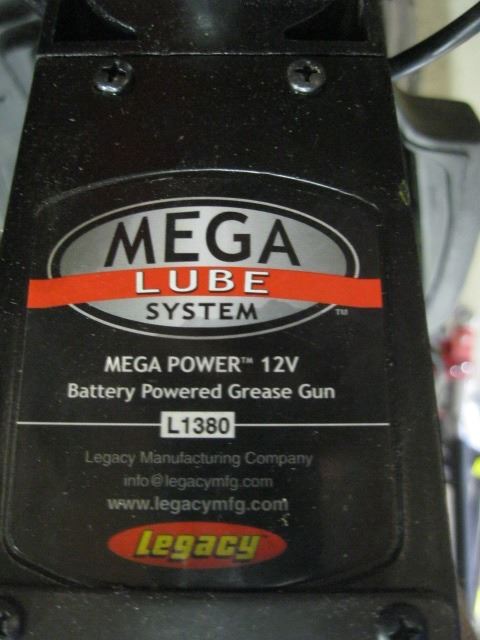 MEGA
LUBE
SYSTEM TM
MEGA POWER™ 12V
Battery Powered Grease Gun
L1380
Legacy Manufacturing Company
info@legacymfg.com
www.legacymfg.com
Legacy